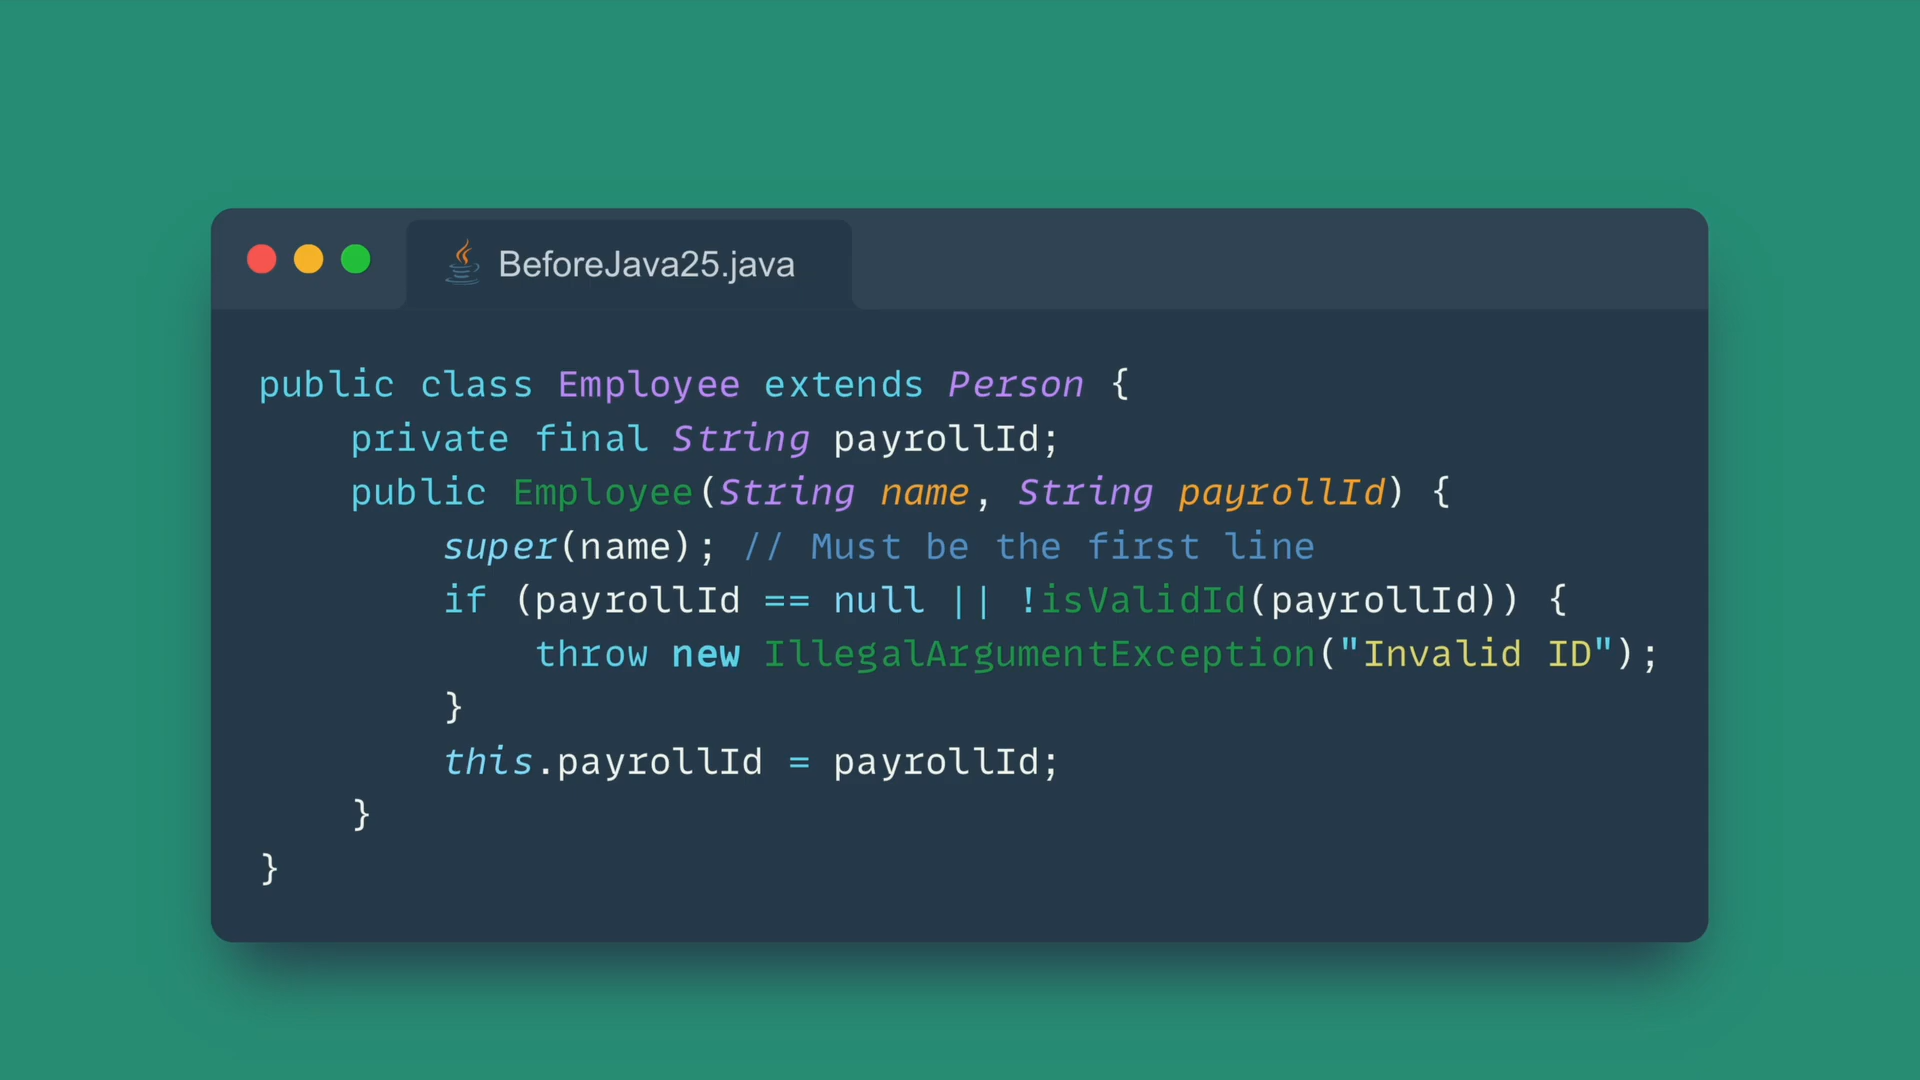 BeforeJava25.java
public class Employee extends Person {
    private final String payrollId;
    public Employee(String name, String payrollId) {
        super(name); // Must be the first line
        if (payrollId == null || !isValidId(payrollId)) {
            throw new IllegalArgumentException("Invalid ID");
        }
        this.payrollId = payrollId;
    }
}